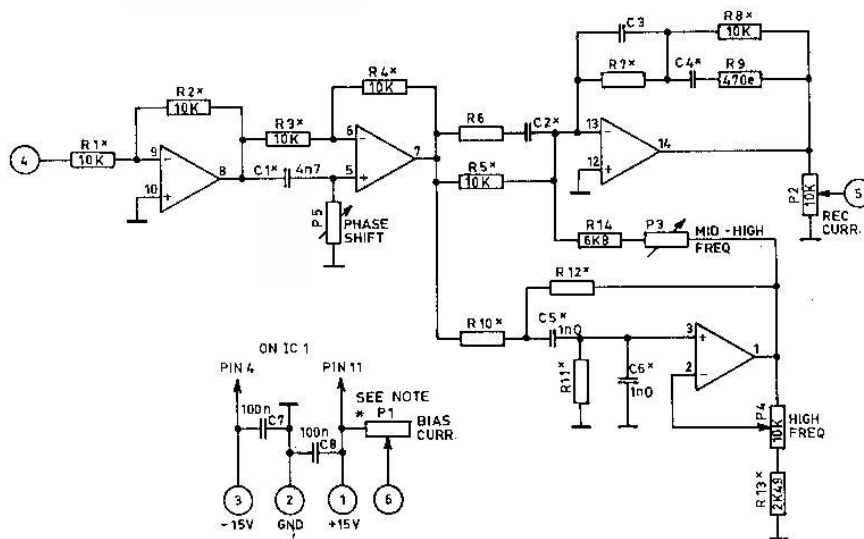 R1*
10K
R2*
10K
R3*
10K
R4*
10K
C1*
4n7
P5
PHASE
SHIFT
R6
C2*
R5*
10K
C3
R7*
C4*
R8*
10K
R9
470e
P2
10K
REC
CURR.
R14
6K8
P3
MID-HIGH
FREQ
R12*
R10*
C5*
1n0
R11*
C6*
1n0
P4
10K
HIGH
FREQ
R13*
2K49
4
9
10
8
6
5
7
13
12
14
5
3
2
1
ON IC 1
PIN 4
PIN 11
100n
C7
100n
C8
SEE NOTE
* P1
BIAS
CURR.
3
2
1
6
-15V
GND
+15V